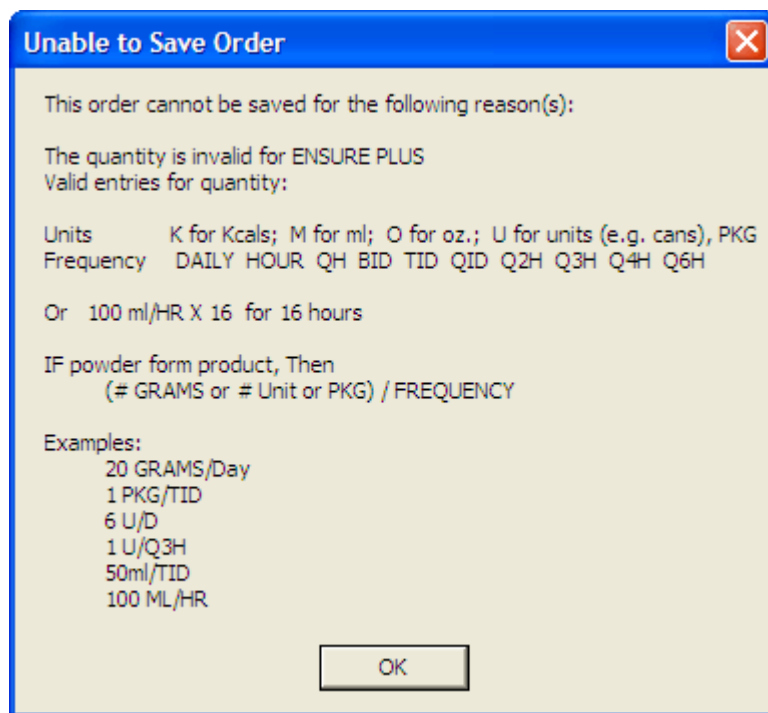 Unable to Save Order
This order cannot be saved for the following reason(s):
The quantity is invalid for ENSURE PLUS
Valid entries for quantity:
Units K for Kcals; M for ml; O for oz.; U for units (e.g. cans), PKG
Frequency DAILY HOUR QH BID TID QID Q2H Q3H Q4H Q6H
Or 100 ml/HR X 16 for 16 hours
IF powder form product, Then
(# GRAMS or # Unit or PKG) / FREQUENCY
Examples:
20 GRAMS/Day
1 PKG/TID
6 U/D
1 U/Q3H
50ml/TID
100 ML/HR
OK